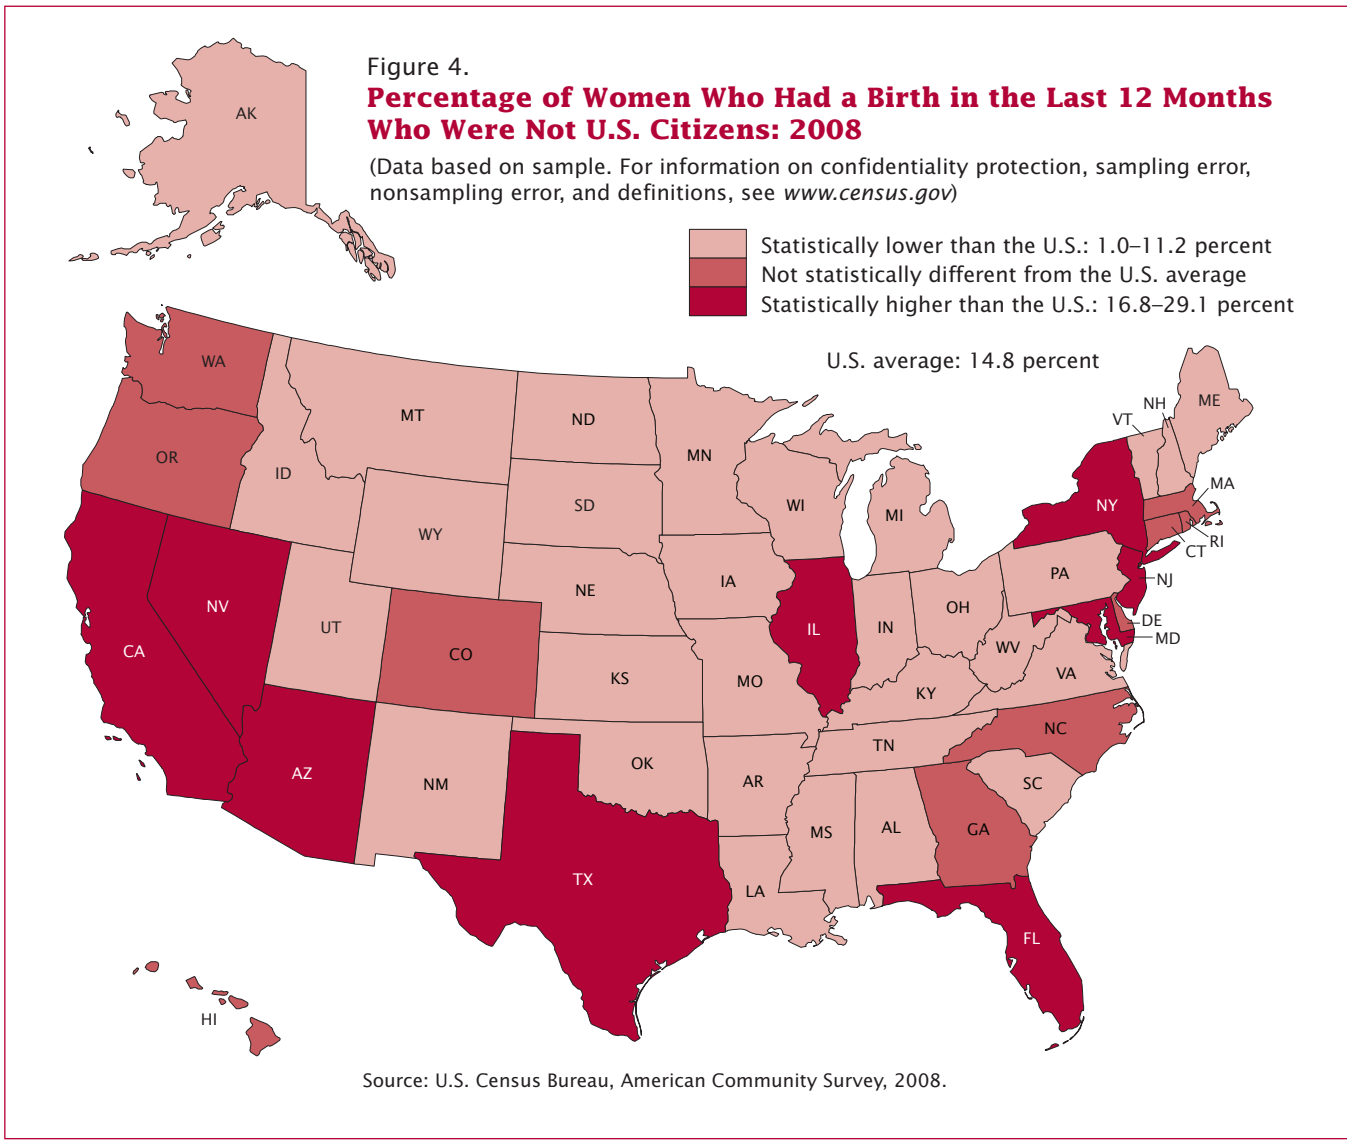 Figure 4.
Percentage of Women Who Had a Birth in the Last 12 Months
Who Were Not U.S. Citizens: 2008
(Data based on sample. For information on confidentiality protection, sampling error,
nonsampling error, and definitions, see www.census.gov)
Statistically lower than the U.S.: 1.0–11.2 percent
Not statistically different from the U.S. average
Statistically higher than the U.S.: 16.8–29.1 percent
U.S. average: 14.8 percent
AK
WA
MT
ND
MN
VT
NH
ME
OR
ID
SD
WI
MI
NY
MA
RI
CT
WY
IA
PA
NJ
NV
NE
IL
IN
OH
DE
MD
CA
UT
CO
KS
MO
WV
VA
KY
AZ
NM
OK
AR
TN
NC
SC
TX
LA
MS
AL
GA
FL
HI
Source: U.S. Census Bureau, American Community Survey, 2008.